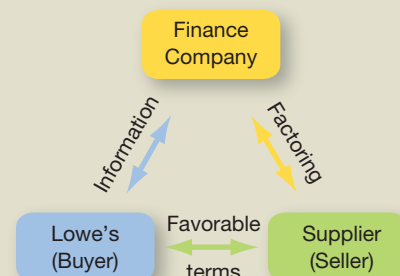 Finance
Company
Information
Factoring
Lowe's
(Buyer)
Favorable
terms
Supplier
(Seller)